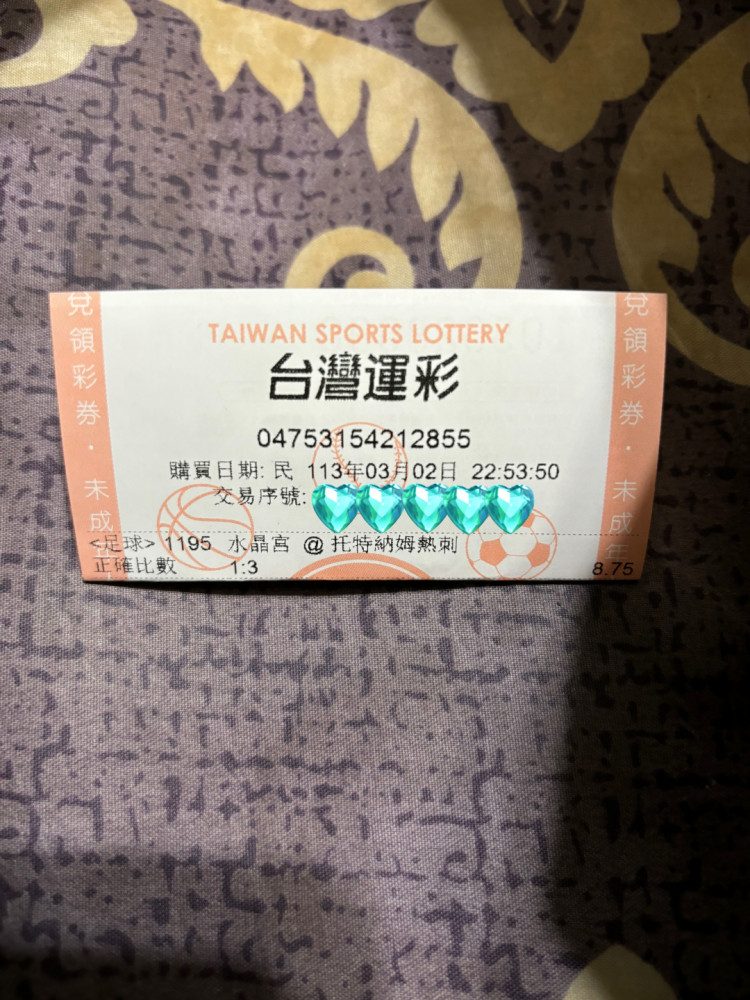 TAIWAN SPORTS LOTTERY
台灣運彩
04753154212855
購買日期: 民 113年03月02日 22:53:50
交易序號:
<足球> 1195 水晶宮 @ 托特納姆熱刺
正確比數 1:3 8.75
兌領彩券・未成年
兌領彩券・未成年